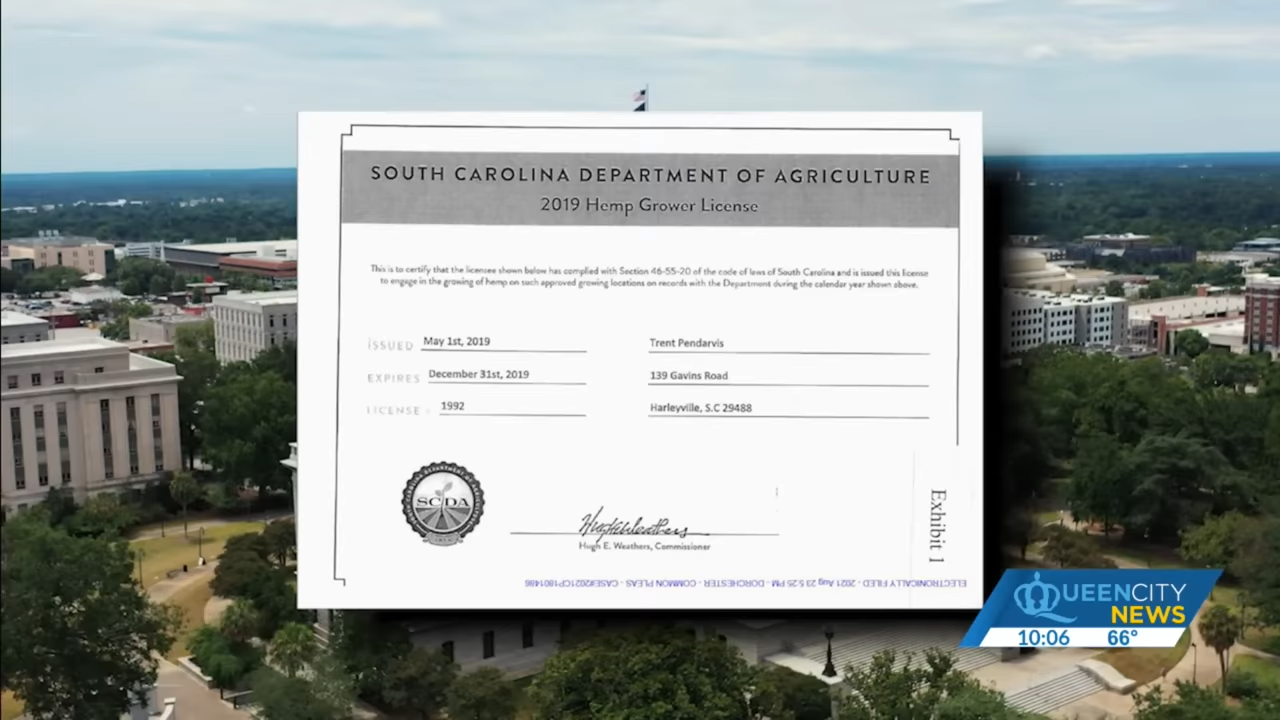 SOUTH CAROLINA DEPARTMENT OF AGRICULTURE
2019 Hemp Grower License
This is to certify that the licensee shown below has complied with Section 46-55-20 of the code of laws of South Carolina and is issued this license
to engage in the growing of hemp on such approved growing locations on records with the Department during the calendar year shown above.
ISSUED May 1st, 2019
Trent Pendarvis
EXPIRES December 31st, 2019
139 Gavins Road
LICENSE - 1992
Harleyville, S.C 29488
SCDA
Hugh E. Weathers
Hugh E. Weathers, Commissioner
Exhibit 1
ELECTRONICALLY FILED - 2021 Aug 23 5:25 PM - DORCHESTER - COMMON PLEAS - CASE#2021CP1801486
QUEENCITY
NEWS
10:06 66°